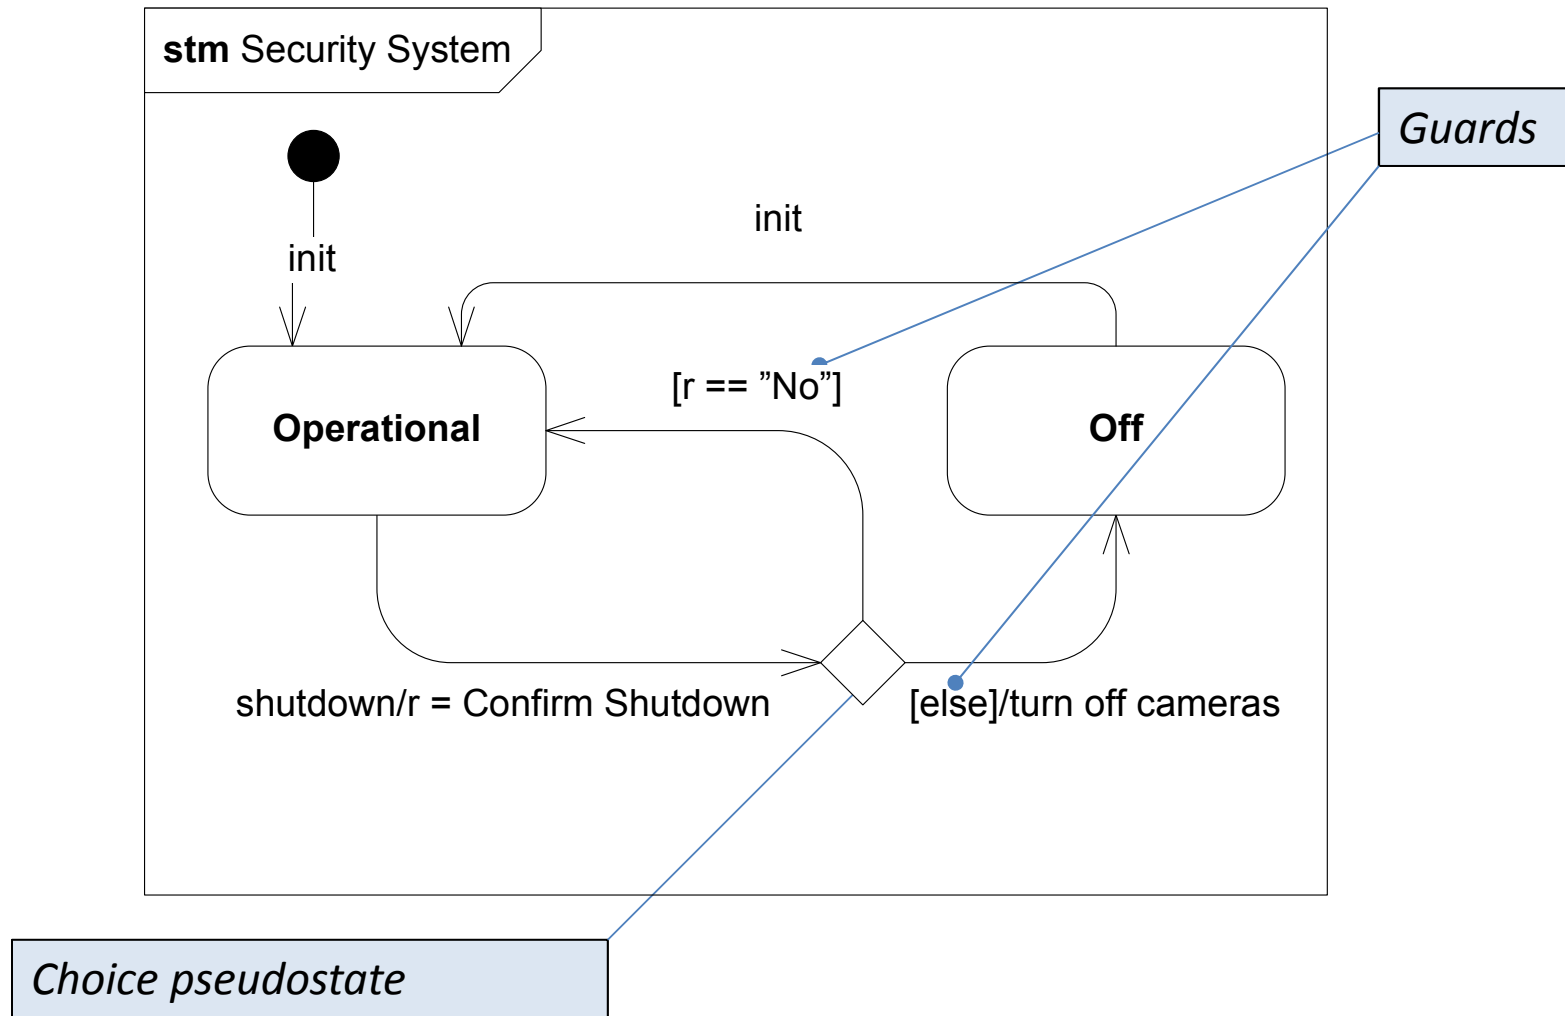 stm Security System
Guards
init
init
[r == ”No”]
Operational
Off
shutdown/r = Confirm Shutdown
[else]/turn off cameras
Choice pseudostate